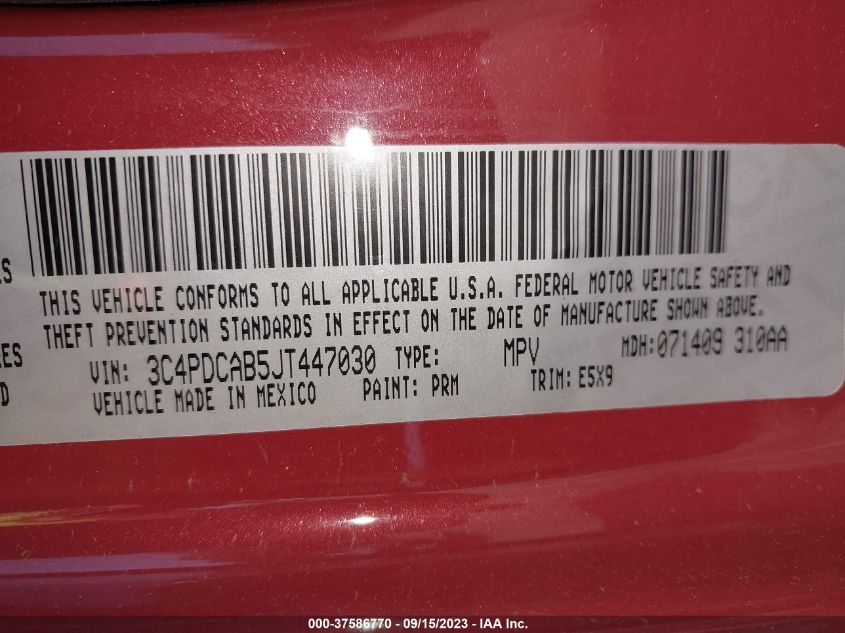 THIS VEHICLE CONFORMS TO ALL APPLICABLE U.S.A. FEDERAL MOTOR VEHICLE SAFETY AND
THEFT PREVENTION STANDARDS IN EFFECT ON THE DATE OF MANUFACTURE SHOWN ABOVE.
VIN: 3C4PDCAB5JT447030 TYPE: MPV MDH:071409 310AA
VEHICLE MADE IN MEXICO PAINT: PRM TRIM: E5X9
000-37586770 - 09/15/2023 - IAA, Inc.